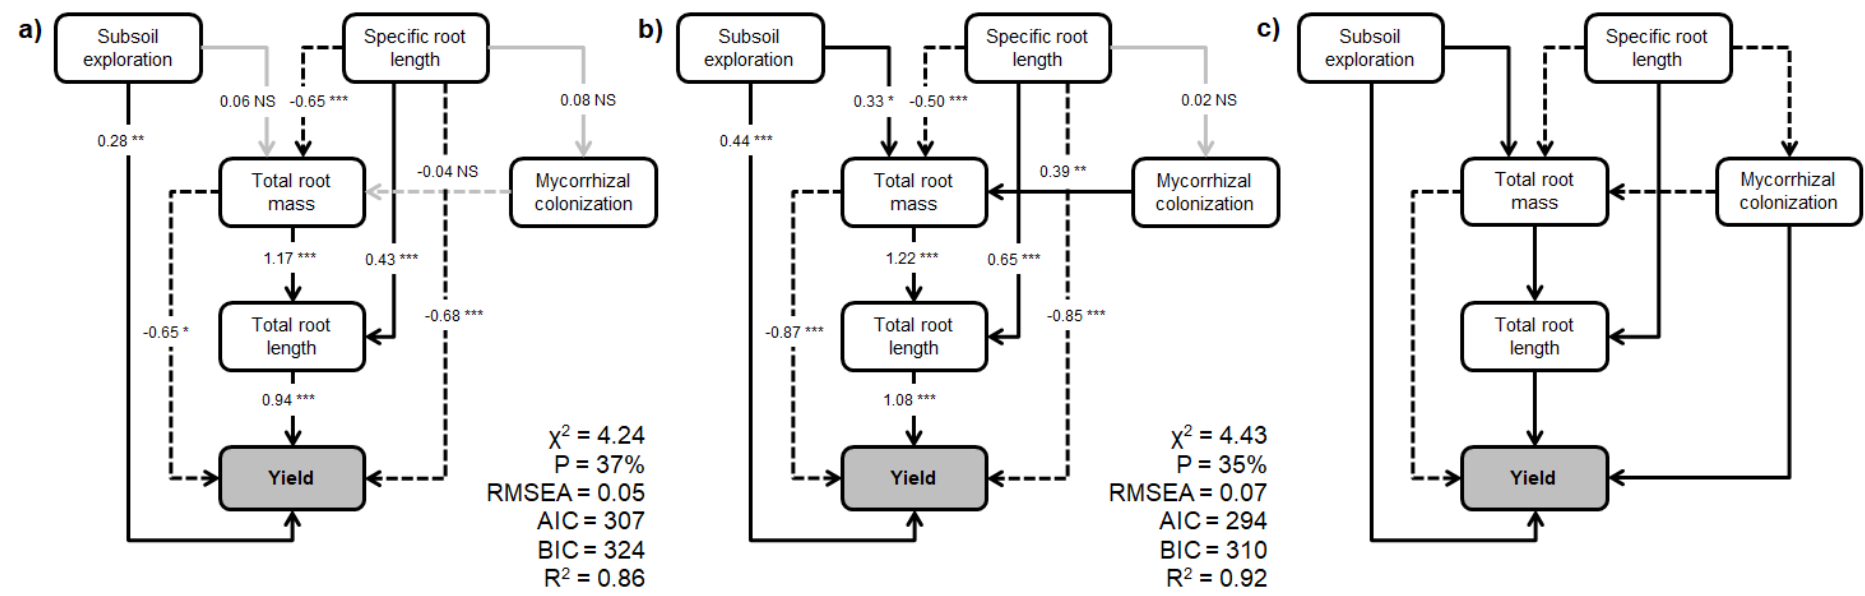 a)
Subsoil
exploration
Specific root
length
0.06 NS
-0.65 ***
0.08 NS
0.28 **
-0.04 NS
Total root
mass
Mycorrhizal
colonization
1.17 ***
0.43 ***
-0.65 *
-0.68 ***
Total root
length
0.94 ***
Yield
χ² = 4.24
P = 37%
RMSEA = 0.05
AIC = 307
BIC = 324
R² = 0.86
b)
Subsoil
exploration
Specific root
length
0.33 *
-0.50 ***
0.02 NS
0.44 ***
0.39 **
Total root
mass
Mycorrhizal
colonization
1.22 ***
0.65 ***
-0.87 ***
-0.85 ***
Total root
length
1.08 ***
Yield
χ² = 4.43
P = 35%
RMSEA = 0.07
AIC = 294
BIC = 310
R² = 0.92
c)
Subsoil
exploration
Specific root
length
Total root
mass
Mycorrhizal
colonization
Total root
length
Yield